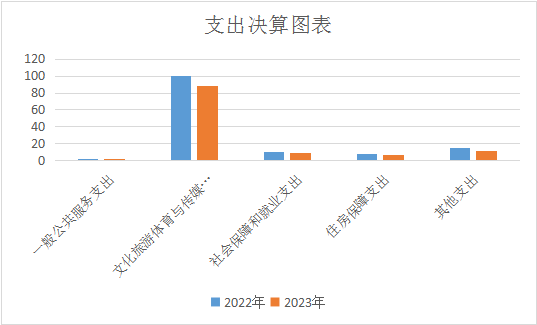 支出决算图表
120
100
80
60
40
20
0
一般公共服务支出
文化旅游体育与传媒…
社会保障和就业支出
住房保障支出
其他支出
2022年 2023年